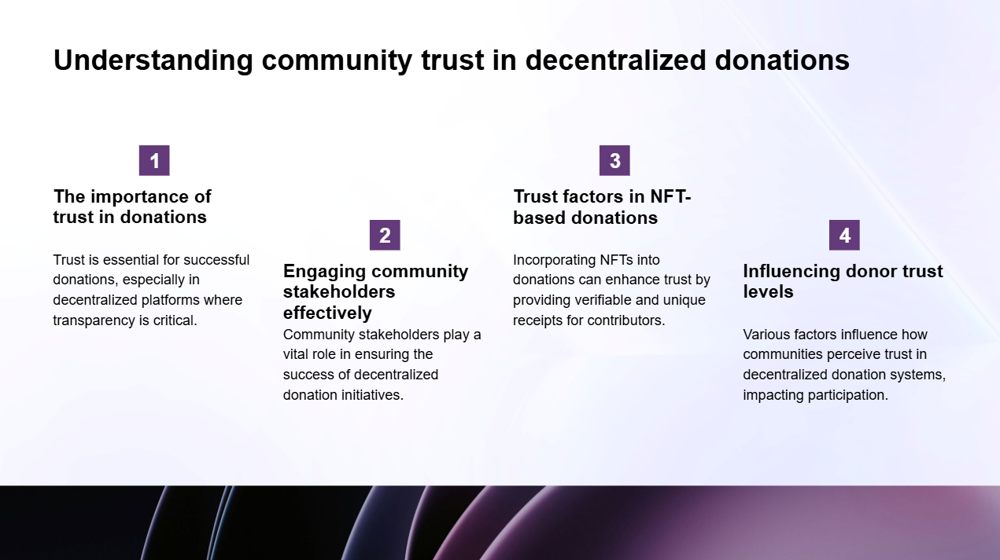 Understanding community trust in decentralized donations
1
The importance of
trust in donations
Trust is essential for successful
donations, especially in
decentralized platforms where
transparency is critical.
2
Engaging community
stakeholders
effectively
Community stakeholders play a
vital role in ensuring the
success of decentralized
donation initiatives.
3
Trust factors in NFT-
based donations
Incorporating NFTs into
donations can enhance trust by
providing verifiable and unique
receipts for contributors.
4
Influencing donor trust
levels
Various factors influence how
communities perceive trust in
decentralized donation systems,
impacting participation.